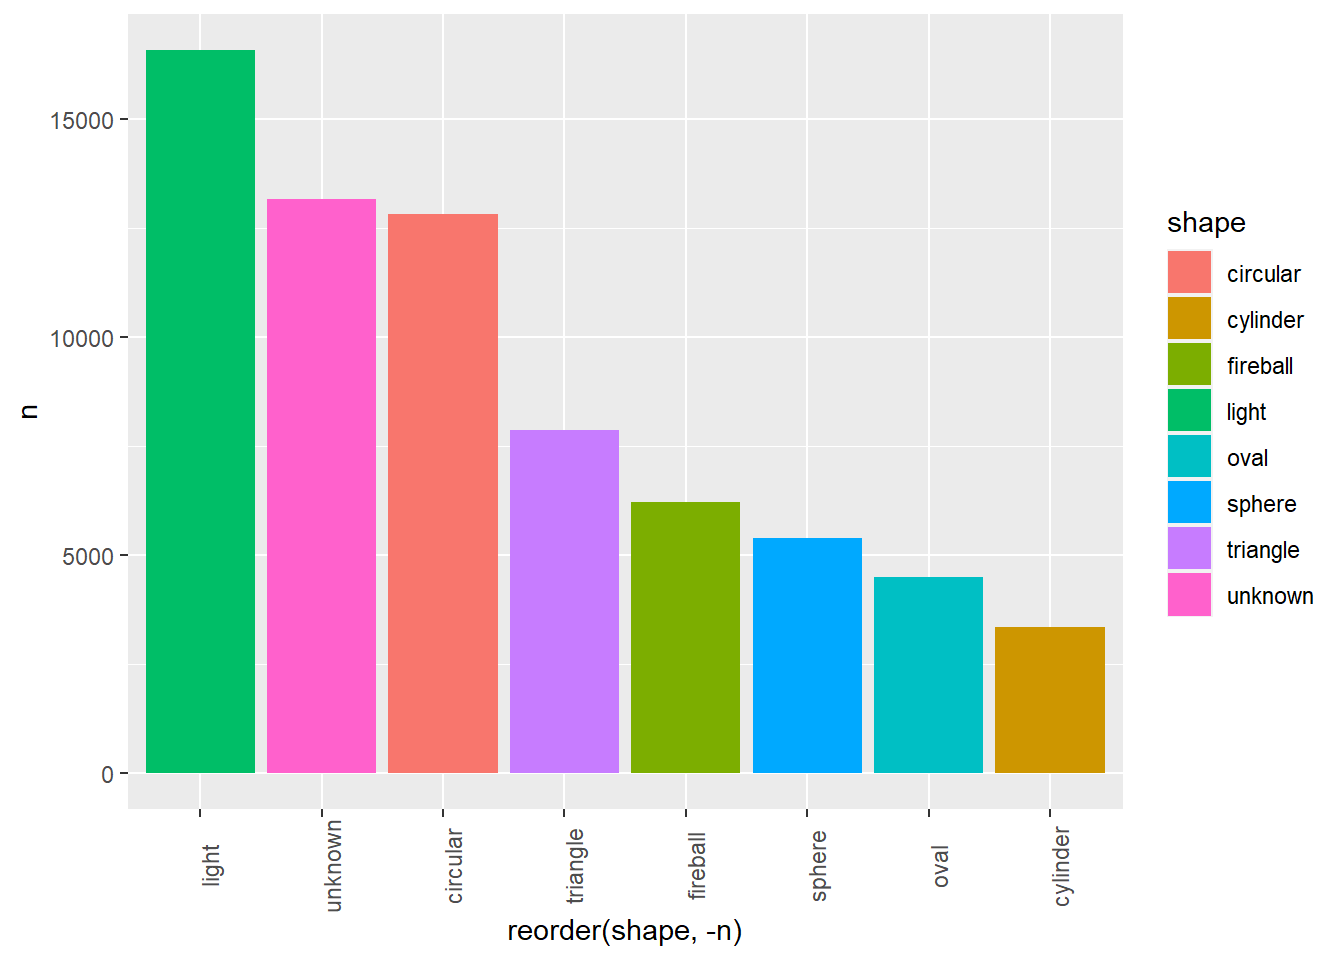 15000
10000
5000
0
n
light
unknown
circular
triangle
fireball
sphere
oval
cylinder
reorder(shape, -n)
shape
circular
cylinder
fireball
light
oval
sphere
triangle
unknown